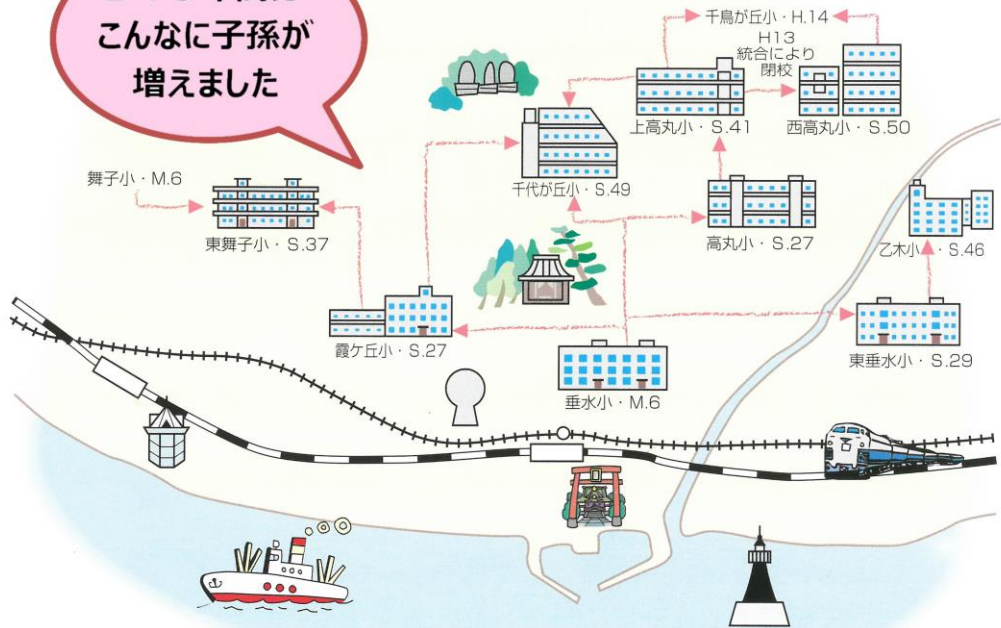 こんなに子孫が
増えました
千鳥が丘小・H.14
H13
統合により
閉校
上高丸小・S.41
西高丸小・S.50
舞子小・M.6
東舞子小・S.37
千代が丘小・S.49
高丸小・S.27
乙木小・S.46
霞ケ丘小・S.27
垂水小・M.6
東垂水小・S.29